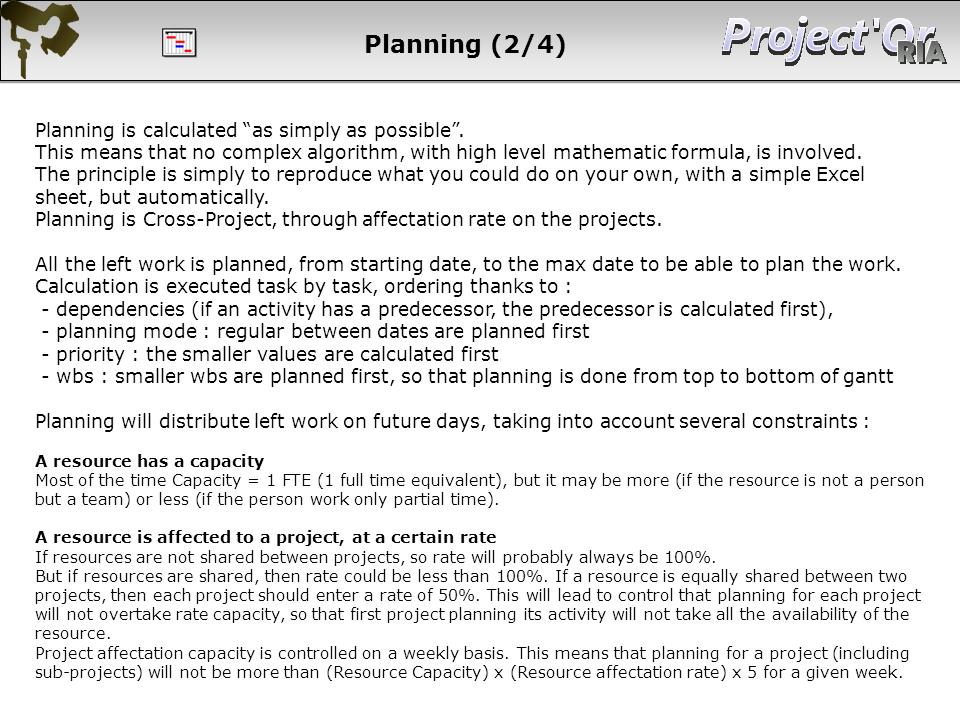 Planning (2/4)
Project'Or
RIA
Planning is calculated “as simply as possible”.
This means that no complex algorithm, with high level mathematic formula, is involved.
The principle is simply to reproduce what you could do on your own, with a simple Excel
sheet, but automatically.
Planning is Cross-Project, through affectation rate on the projects.
All the left work is planned, from starting date, to the max date to be able to plan the work.
Calculation is executed task by task, ordering thanks to :
- dependencies (if an activity has a predecessor, the predecessor is calculated first),
- planning mode : regular between dates are planned first
- priority : the smaller values are calculated first
- wbs : smaller wbs are planned first, so that planning is done from top to bottom of gantt
Planning will distribute left work on future days, taking into account several constraints :
A resource has a capacity
Most of the time Capacity = 1 FTE (1 full time equivalent), but it may be more (if the resource is not a person
but a team) or less (if the person work only partial time).
A resource is affected to a project, at a certain rate
If resources are not shared between projects, so rate will probably always be 100%.
But if resources are shared, then rate could be less than 100%. If a resource is equally shared between two
projects, then each project should enter a rate of 50%. This will lead to control that planning for each project
will not overtake rate capacity, so that first project planning its activity will not take all the availability of the
resource.
Project affectation capacity is controlled on a weekly basis. This means that planning for a project (including
sub-projects) will not be more than (Resource Capacity) x (Resource affectation rate) x 5 for a given week.